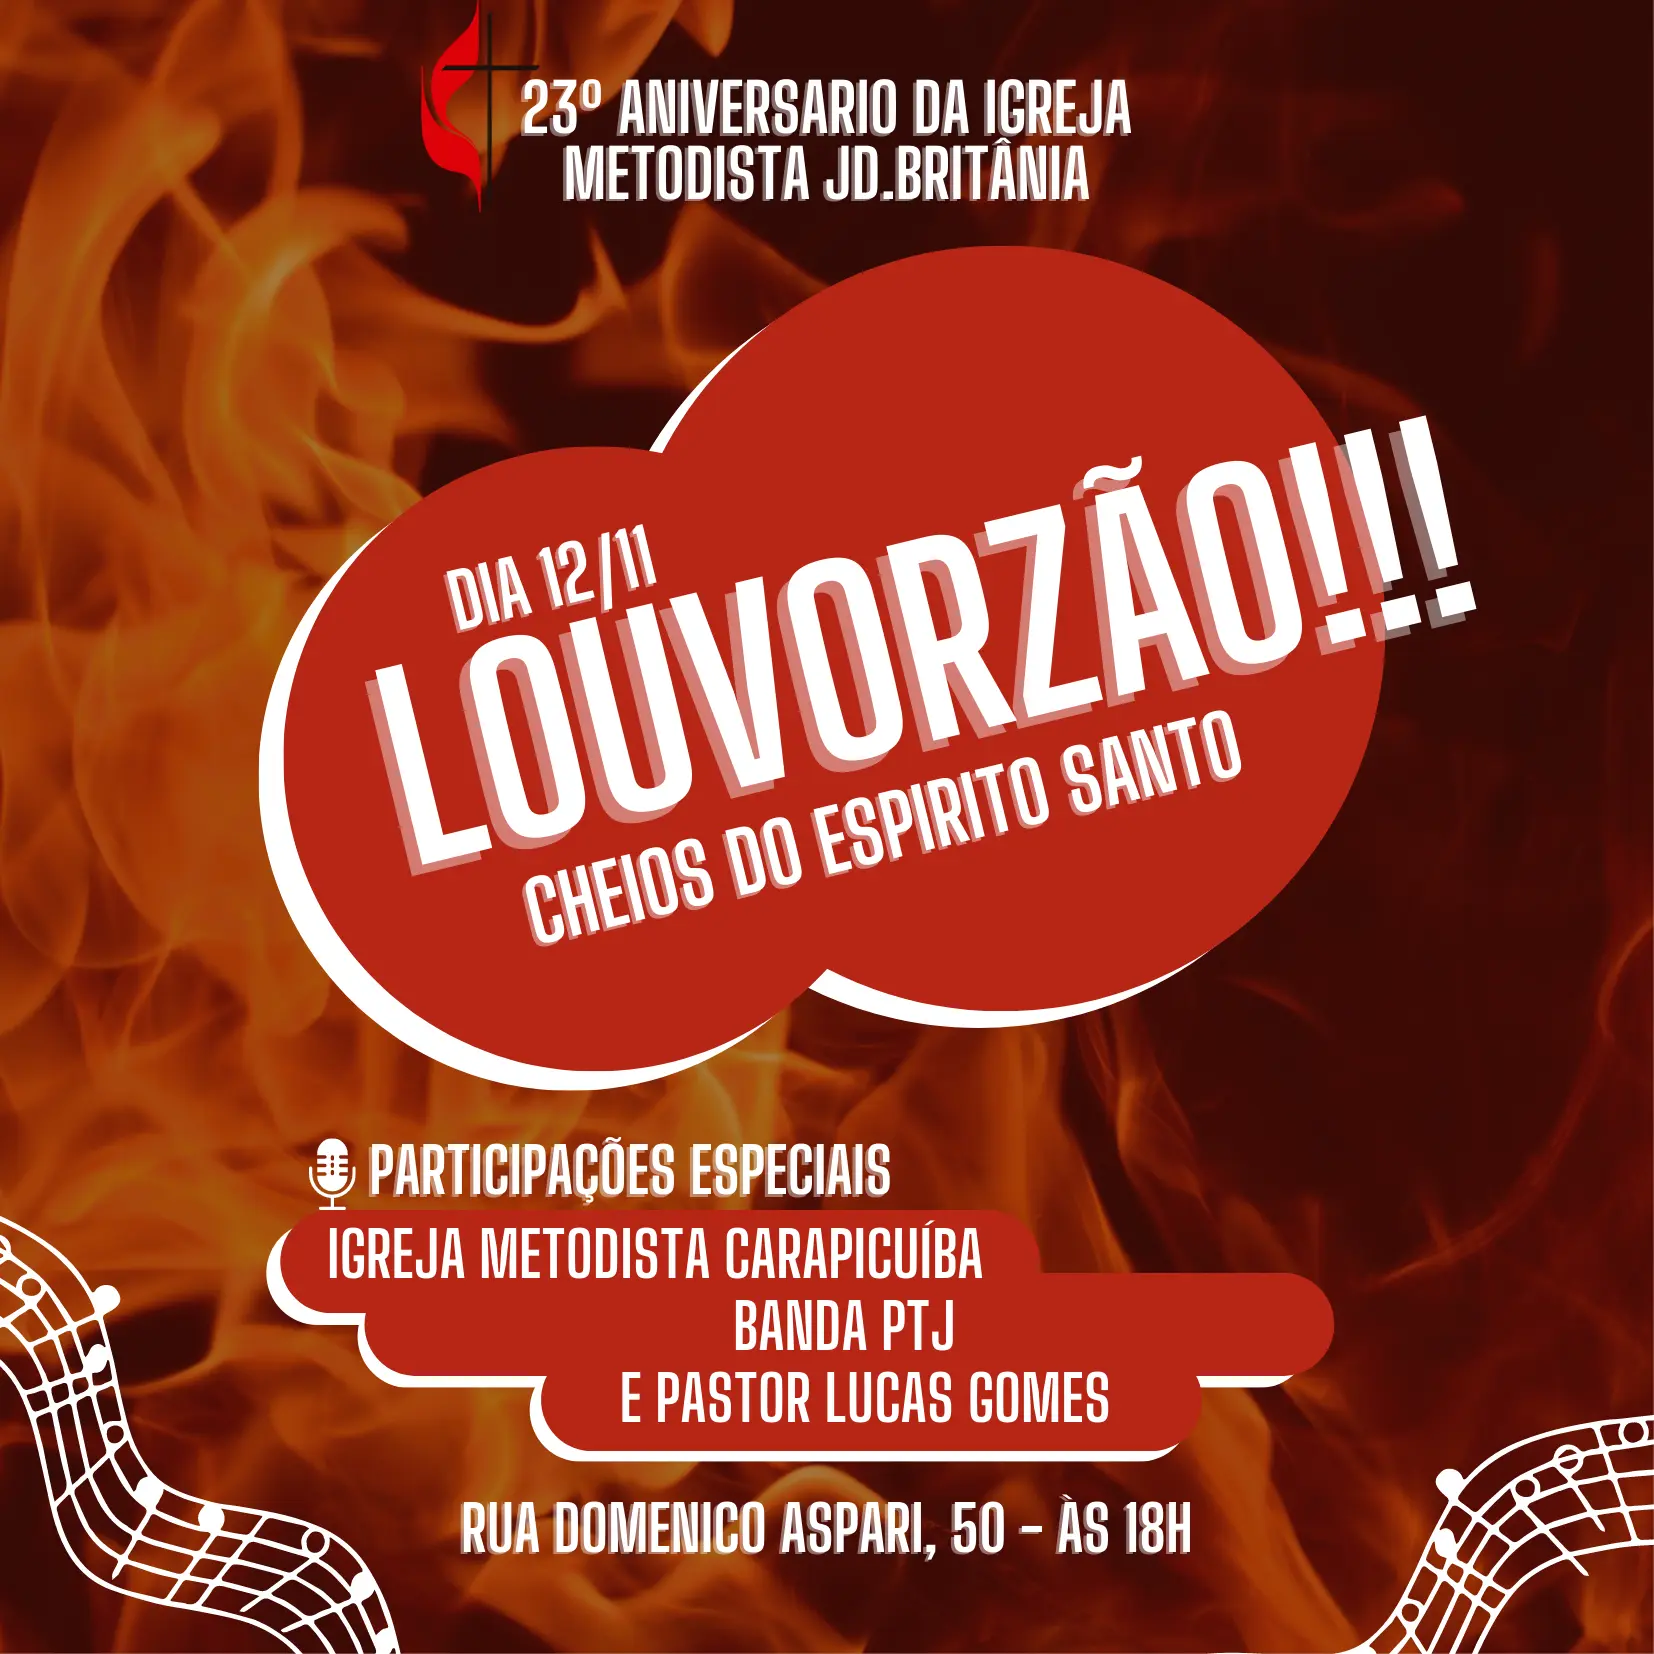 23º ANIVERSARIO DA IGREJA
METODISTA JD.BRITÂNIA
DIA 12/11
LOUVORZÃO!!!
CHEIOS DO ESPIRITO SANTO
PARTICIPAÇÕES ESPECIAIS
IGREJA METODISTA CARAPICUÍBA
BANDA PTJ
E PASTOR LUCAS GOMES
RUA DOMENICO ASPARI, 50 - ÀS 18H